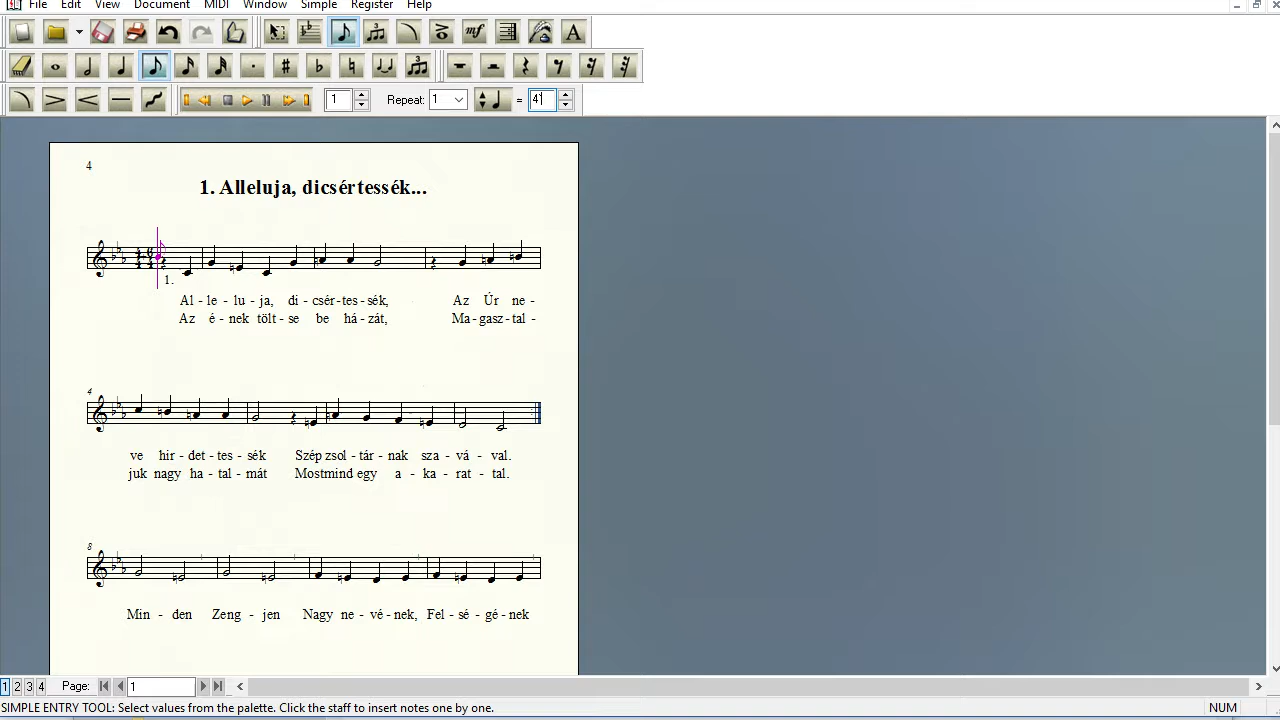 File Edit View Document MIDI Window Simple Register Help
mf A
1 Repeat: 1 = 4
4
1. Alleluja, dicsértessék...
1.
Al - le - lu - ja, di - csér - tes - sék, Az Úr ne -
Az é - nek tölt - se be há - zát, Ma - gasz - tal -
4
ve hir - det - tes - sék Szép zsol - tár - nak sza - vá - val.
juk nagy ha - tal - mát Mostmind egy a - ka - rat - tal.
8
Min - den Zeng - jen Nagy ne - vé - nek, Fel - sé - gé - nek
1 2 3 4 Page: 1
SIMPLE ENTRY TOOL: Select values from the palette. Click the staff to insert notes one by one. NUM